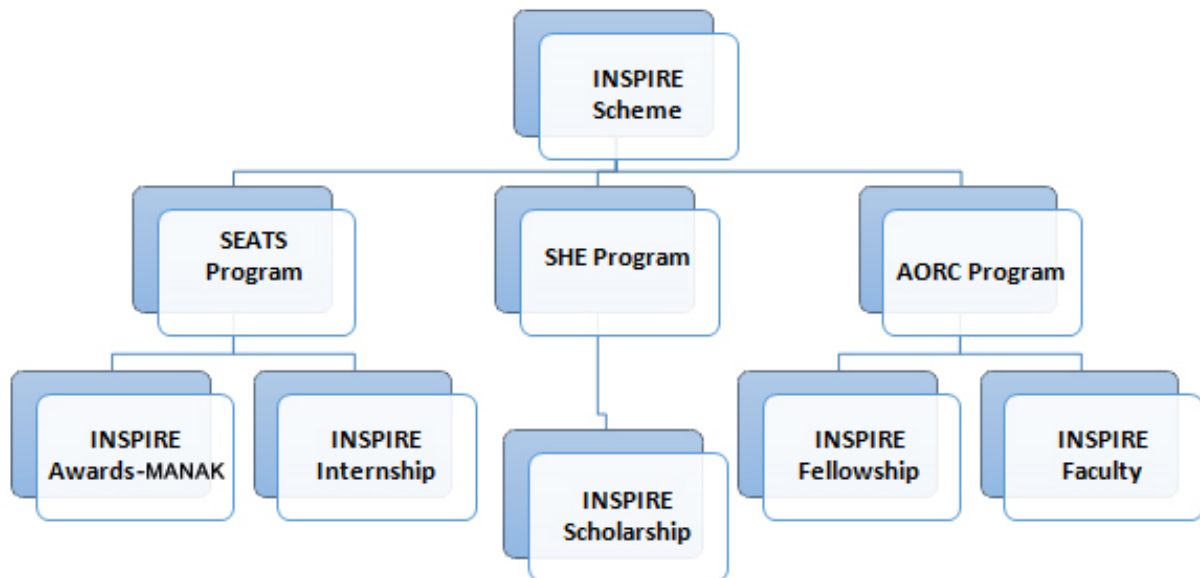 INSPIRE
Scheme
SEATS
Program
SHE Program
AORC Program
INSPIRE
Awards-MANAK
INSPIRE
Internship
INSPIRE
Scholarship
INSPIRE
Fellowship
INSPIRE
Faculty